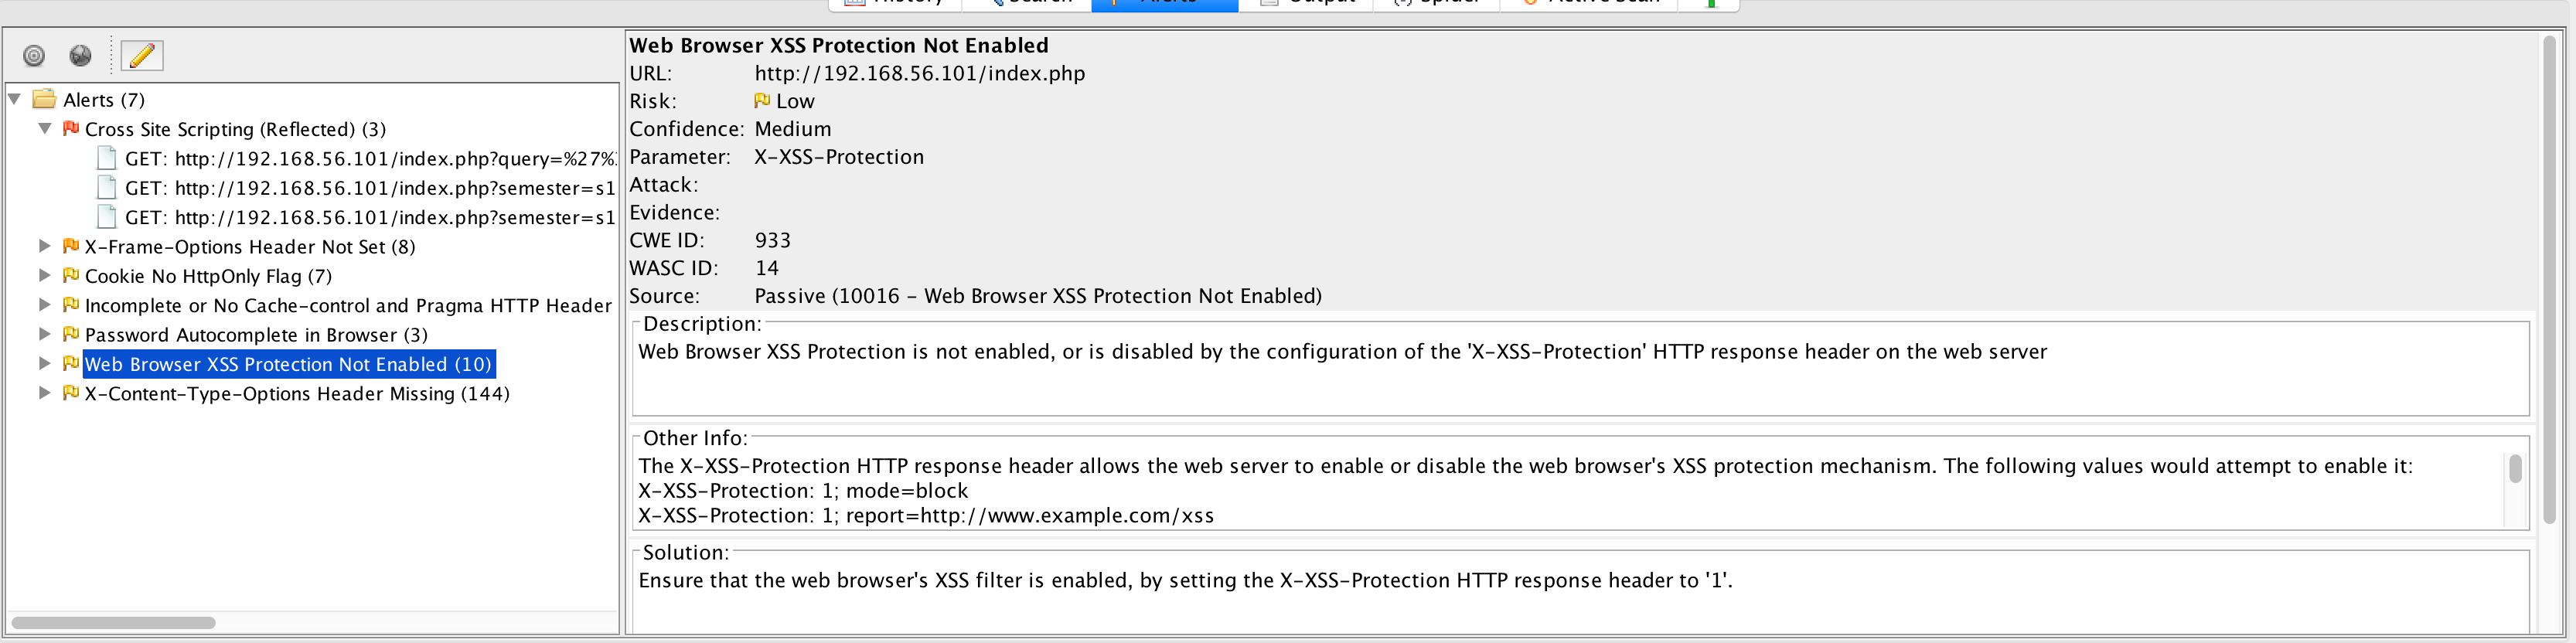 History Search Alerts Output Spider Active Scan
Alerts (7)
Cross Site Scripting (Reflected) (3)
GET: http://192.168.56.101/index.php?query=%27%
GET: http://192.168.56.101/index.php?semester=s1
GET: http://192.168.56.101/index.php?semester=s1
X-Frame-Options Header Not Set (8)
Cookie No HttpOnly Flag (7)
Incomplete or No Cache-control and Pragma HTTP Header
Password Autocomplete in Browser (3)
Web Browser XSS Protection Not Enabled (10)
X-Content-Type-Options Header Missing (144)
Web Browser XSS Protection Not Enabled
URL: http://192.168.56.101/index.php
Risk: Low
Confidence: Medium
Parameter: X-XSS-Protection
Attack:
Evidence:
CWE ID: 933
WASC ID: 14
Source: Passive (10016 - Web Browser XSS Protection Not Enabled)
Description:
Web Browser XSS Protection is not enabled, or is disabled by the configuration of the 'X-XSS-Protection' HTTP response header on the web server
Other Info:
The X-XSS-Protection HTTP response header allows the web server to enable or disable the web browser's XSS protection mechanism. The following values would attempt to enable it:
X-XSS-Protection: 1; mode=block
X-XSS-Protection: 1; report=http://www.example.com/xss
Solution:
Ensure that the web browser's XSS filter is enabled, by setting the X-XSS-Protection HTTP response header to '1'.